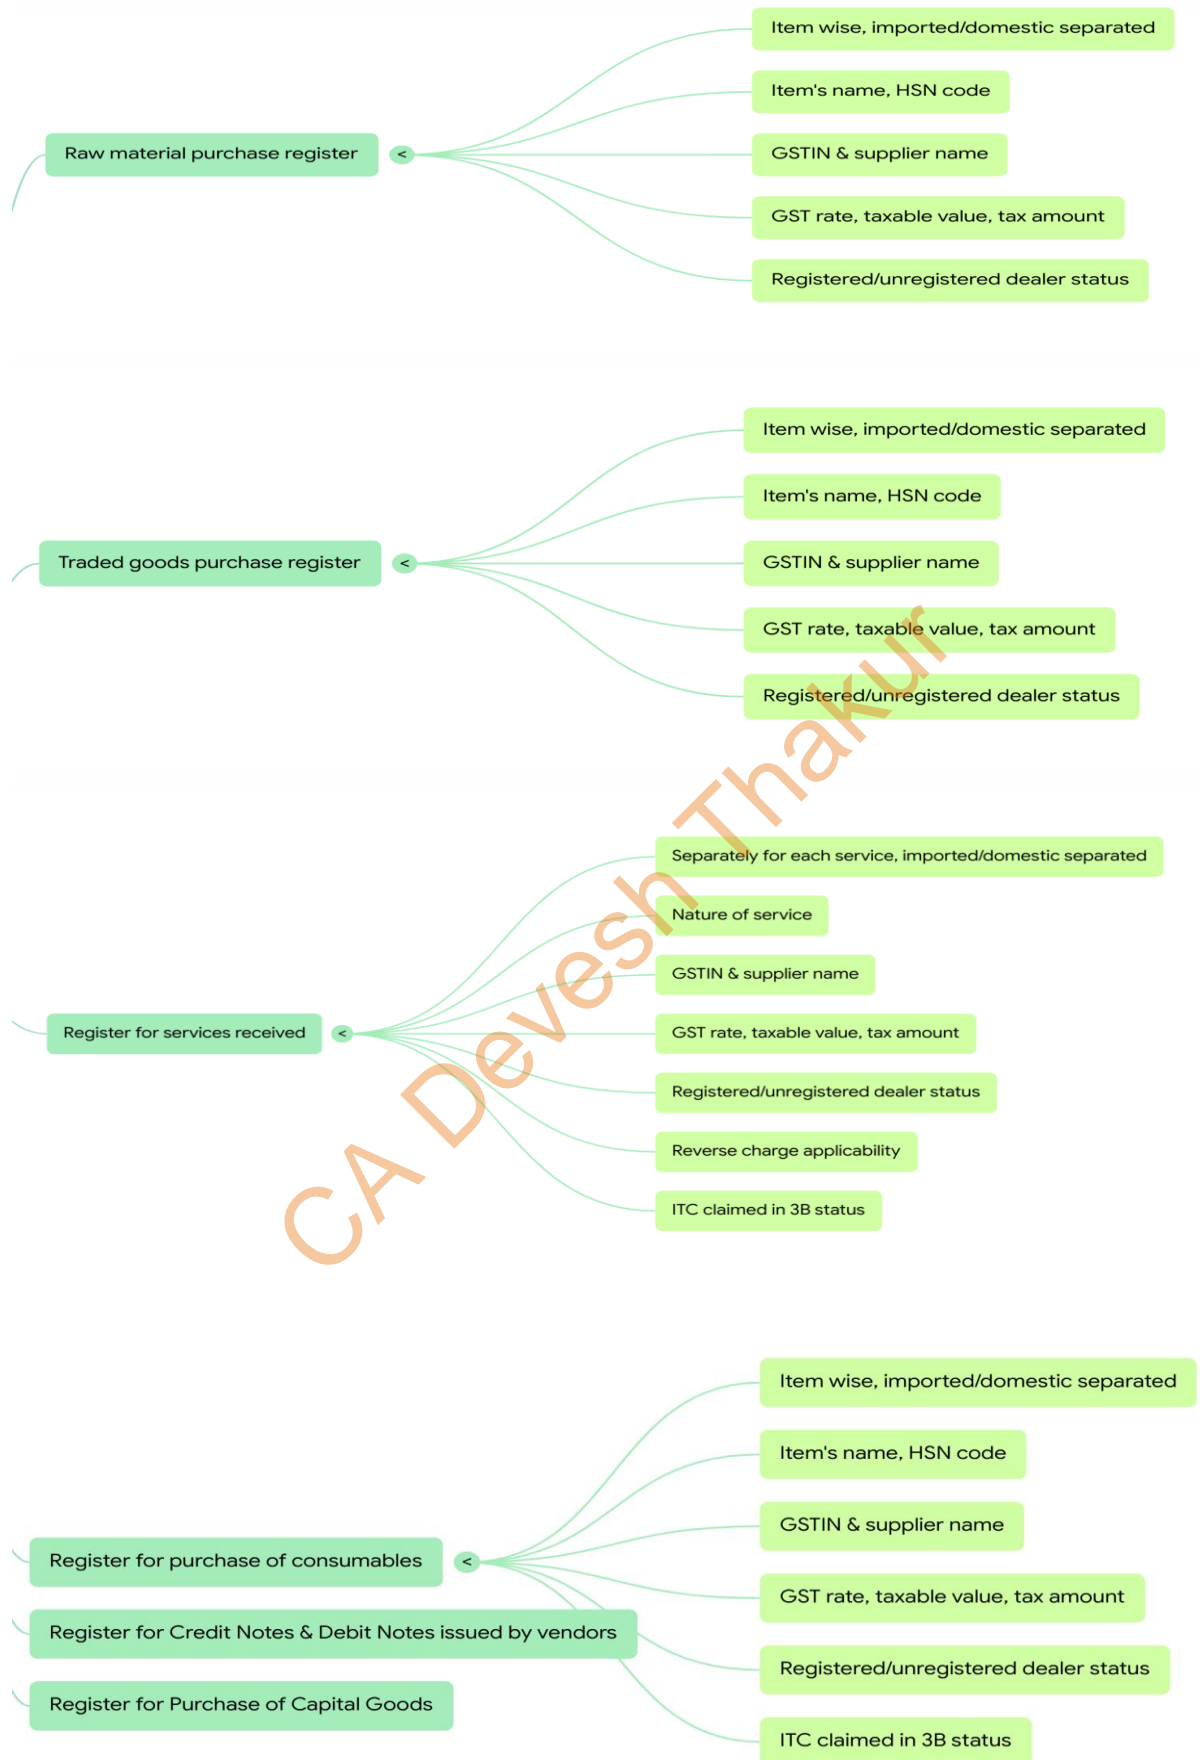 Raw material purchase register
<
Item wise, imported/domestic separated
Item's name, HSN code
GSTIN & supplier name
GST rate, taxable value, tax amount
Registered/unregistered dealer status
Traded goods purchase register
<
Item wise, imported/domestic separated
Item's name, HSN code
GSTIN & supplier name
GST rate, taxable value, tax amount
Registered/unregistered dealer status
Register for services received
<
Separately for each service, imported/domestic separated
Nature of service
GSTIN & supplier name
GST rate, taxable value, tax amount
Registered/unregistered dealer status
Reverse charge applicability
ITC claimed in 3B status
Register for purchase of consumables
<
Item wise, imported/domestic separated
Item's name, HSN code
GSTIN & supplier name
GST rate, taxable value, tax amount
Registered/unregistered dealer status
ITC claimed in 3B status
Register for Credit Notes & Debit Notes issued by vendors
Register for Purchase of Capital Goods
CA Devesh Thakur